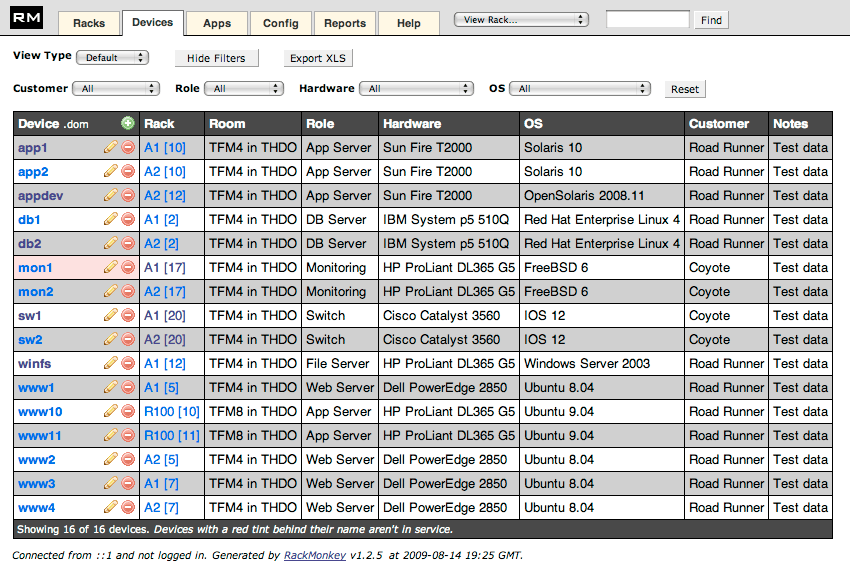 RM Racks Devices Apps Config Reports Help View Rack... Find
View Type Default Hide Filters Export XLS
Customer All Role All Hardware All OS All Reset
Device .dom Rack Room Role Hardware OS Customer Notes
app1 A1 [10] TFM4 in THDO App Server Sun Fire T2000 Solaris 10 Road Runner Test data
app2 A2 [10] TFM4 in THDO App Server Sun Fire T2000 Solaris 10 Road Runner Test data
appdev A2 [12] TFM4 in THDO App Server Sun Fire T2000 OpenSolaris 2008.11 Road Runner Test data
db1 A1 [2] TFM4 in THDO DB Server IBM System p5 510Q Red Hat Enterprise Linux 4 Road Runner Test data
db2 A2 [2] TFM4 in THDO DB Server IBM System p5 510Q Red Hat Enterprise Linux 4 Road Runner Test data
mon1 A1 [17] TFM4 in THDO Monitoring HP ProLiant DL365 G5 FreeBSD 6 Coyote Test data
mon2 A2 [17] TFM4 in THDO Monitoring HP ProLiant DL365 G5 FreeBSD 6 Coyote Test data
sw1 A1 [20] TFM4 in THDO Switch Cisco Catalyst 3560 IOS 12 Coyote Test data
sw2 A2 [20] TFM4 in THDO Switch Cisco Catalyst 3560 IOS 12 Coyote Test data
winfs A1 [12] TFM4 in THDO File Server HP ProLiant DL365 G5 Windows Server 2003 Road Runner Test data
www1 A1 [5] TFM4 in THDO Web Server Dell PowerEdge 2850 Ubuntu 8.04 Road Runner Test data
www10 R100 [10] TFM8 in THDO App Server HP ProLiant DL365 G5 Ubuntu 9.04 Road Runner Test data
www11 R100 [11] TFM8 in THDO App Server HP ProLiant DL365 G5 Ubuntu 9.04 Road Runner Test data
www2 A2 [5] TFM4 in THDO Web Server Dell PowerEdge 2850 Ubuntu 8.04 Road Runner Test data
www3 A1 [7] TFM4 in THDO Web Server Dell PowerEdge 2850 Ubuntu 8.04 Road Runner Test data
www4 A2 [7] TFM4 in THDO Web Server Dell PowerEdge 2850 Ubuntu 8.04 Road Runner Test data
Showing 16 of 16 devices. Devices with a red tint behind their name aren't in service.
Connected from ::1 and not logged in. Generated by RackMonkey v1.2.5 at 2009-08-14 19:25 GMT.